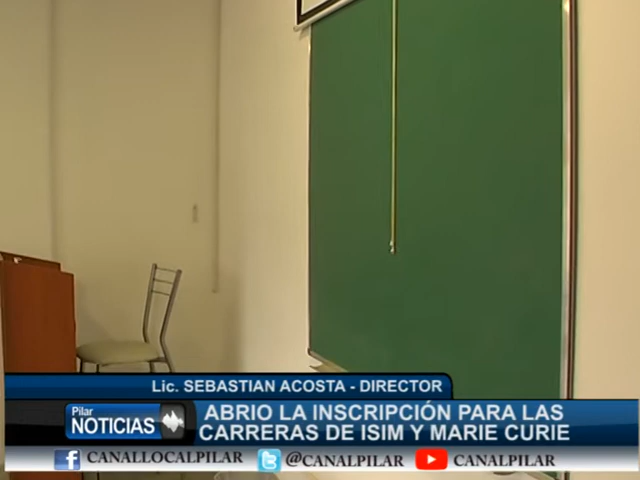 Lic. SEBASTIAN ACOSTA - DIRECTOR
Pilar
NOTICIAS
ABRIO LA INSCRIPCIÓN PARA LAS
CARRERAS DE ISIM Y MARIE CURIE
CANALLOCALPILAR @CANALPILAR CANALPILAR